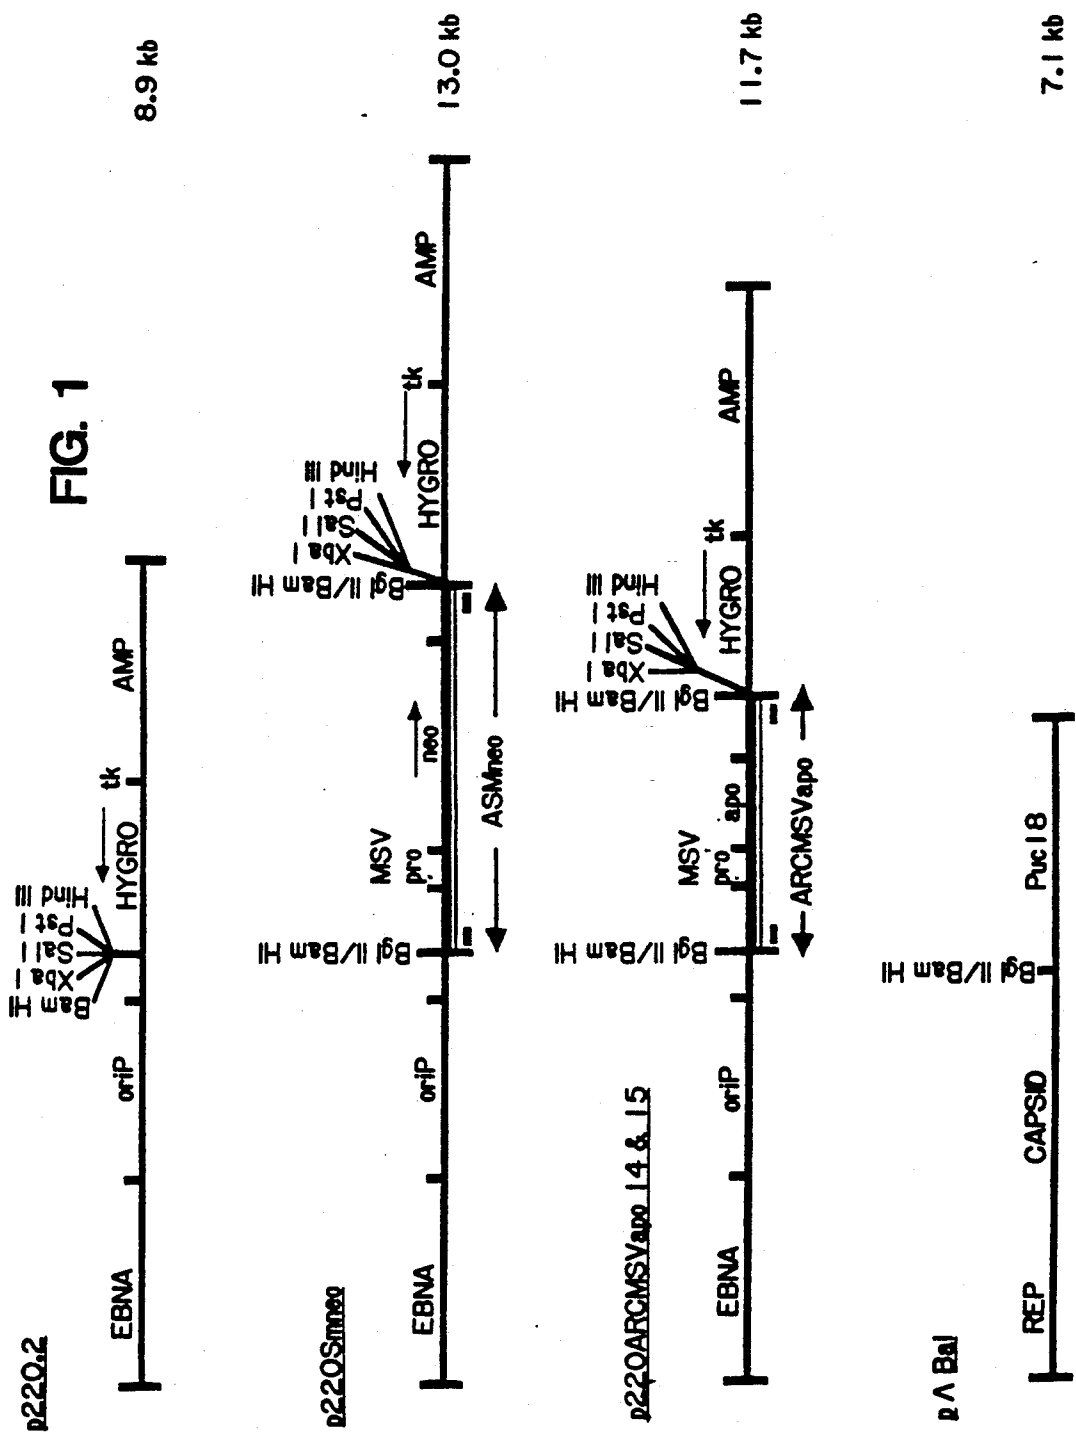 FIG. 1
p220.2
8.9 kb
Bam HI
Xba I
Sal I
Pst I
Hind III
EBNA
oriP
HYGRO
tk
AMP
p220Smneo
13.0 kb
Bgl II/Bam HI
Bgl II/Bam HI
Xba I
Sal I
Pst I
Hind III
EBNA
oriP
MSV
pro
neo
HYGRO
tk
AMP
ASMneo
p220ARCMSVapo 14 & 15
11.7 kb
Bgl II/Bam HI
Bgl II/Bam HI
Xba I
Sal I
Pst I
Hind III
EBNA
oriP
MSV
pro
apo
HYGRO
tk
AMP
ARCMSVapo
p Λ Bal
7.1 kb
Bgl II/Bam HI
REP
CAPSID
Puc18